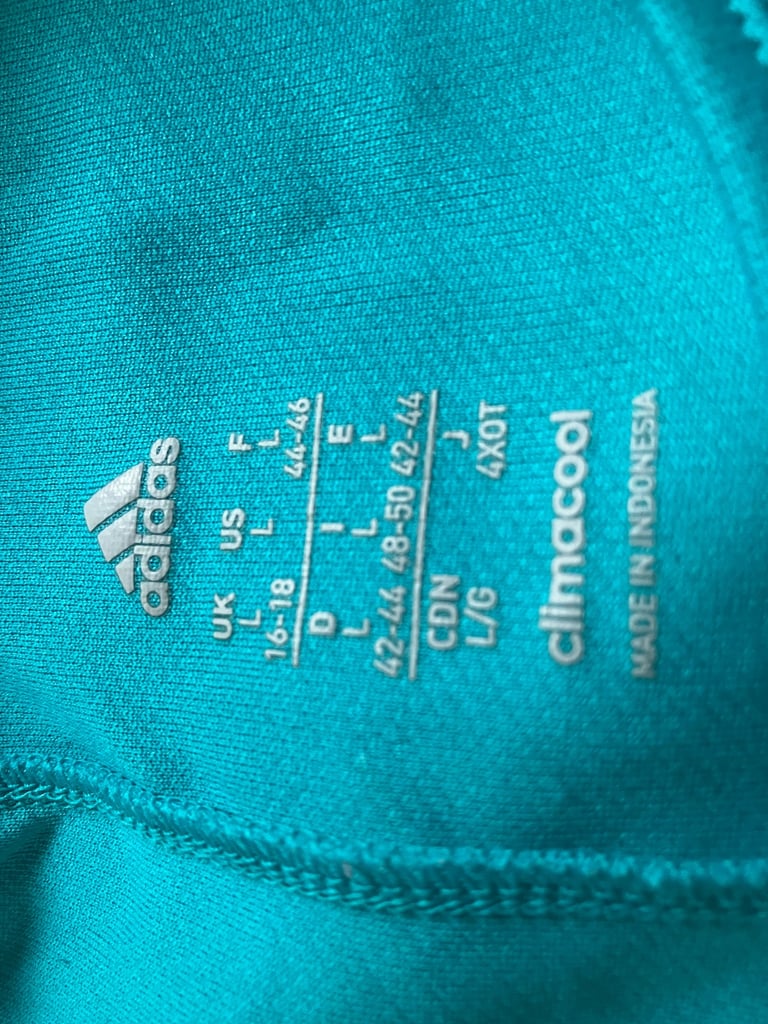 adidas
UK US F
L L L
16-18 44-46
D I E
L L L
42-44 48-50 42-44
CDN J
L/G 4XOT
climacool
MADE IN INDONESIA